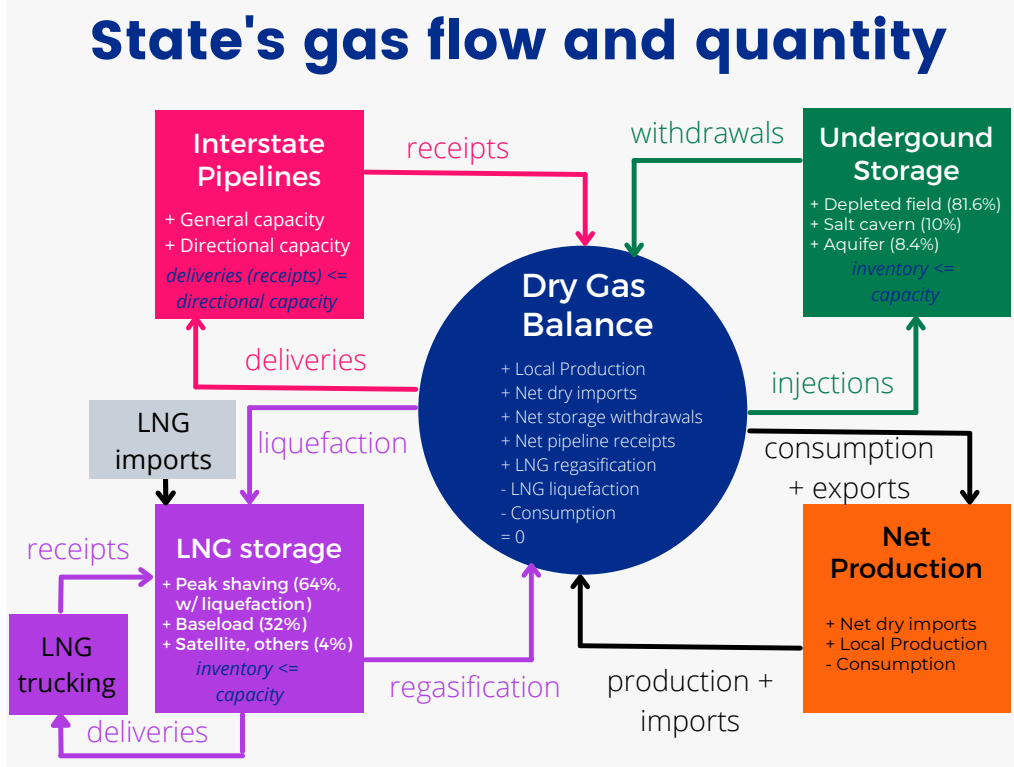 State's gas flow and quantity
Interstate
Pipelines
+ General capacity
+ Directional capacity
deliveries (receipts) <=
directional capacity
receipts
withdrawals
Undergound
Storage
+ Depleted field (81.6%)
+ Salt cavern (10%)
+ Aquifer (8.4%)
inventory <=
capacity
Dry Gas
Balance
+ Local Production
+ Net dry imports
+ Net storage withdrawals
+ Net pipeline receipts
+ LNG regasification
- LNG liquefaction
- Consumption
= 0
deliveries
injections
LNG
imports
liquefaction
consumption
+ exports
receipts
LNG storage
+ Peak shaving (64%,
w/ liquefaction)
+ Baseload (32%)
+ Satellite, others (4%)
inventory <=
capacity
Net
Production
+ Net dry imports
+ Local Production
- Consumption
LNG
trucking
regasification
production +
imports
deliveries